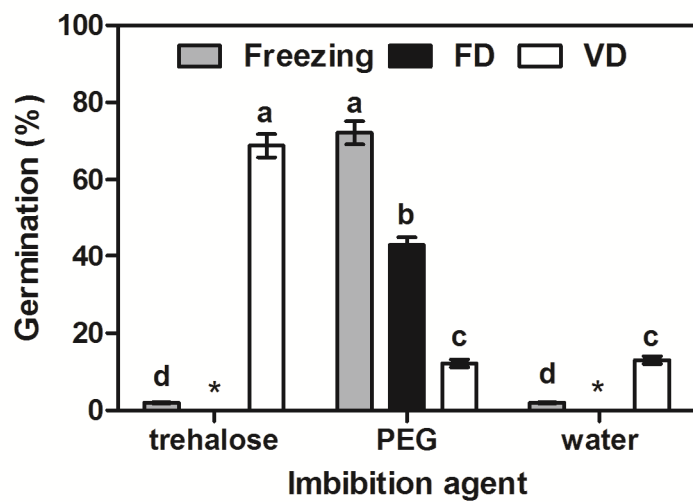 100
80
60
40
20
0
Germination (%)
Freezing FD VD
d * a
a b c
d * c
trehalose PEG water
Imbibition agent